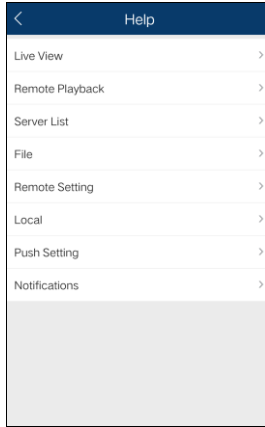 Help
Live View
Remote Playback
Server List
File
Remote Setting
Local
Push Setting
Notifications